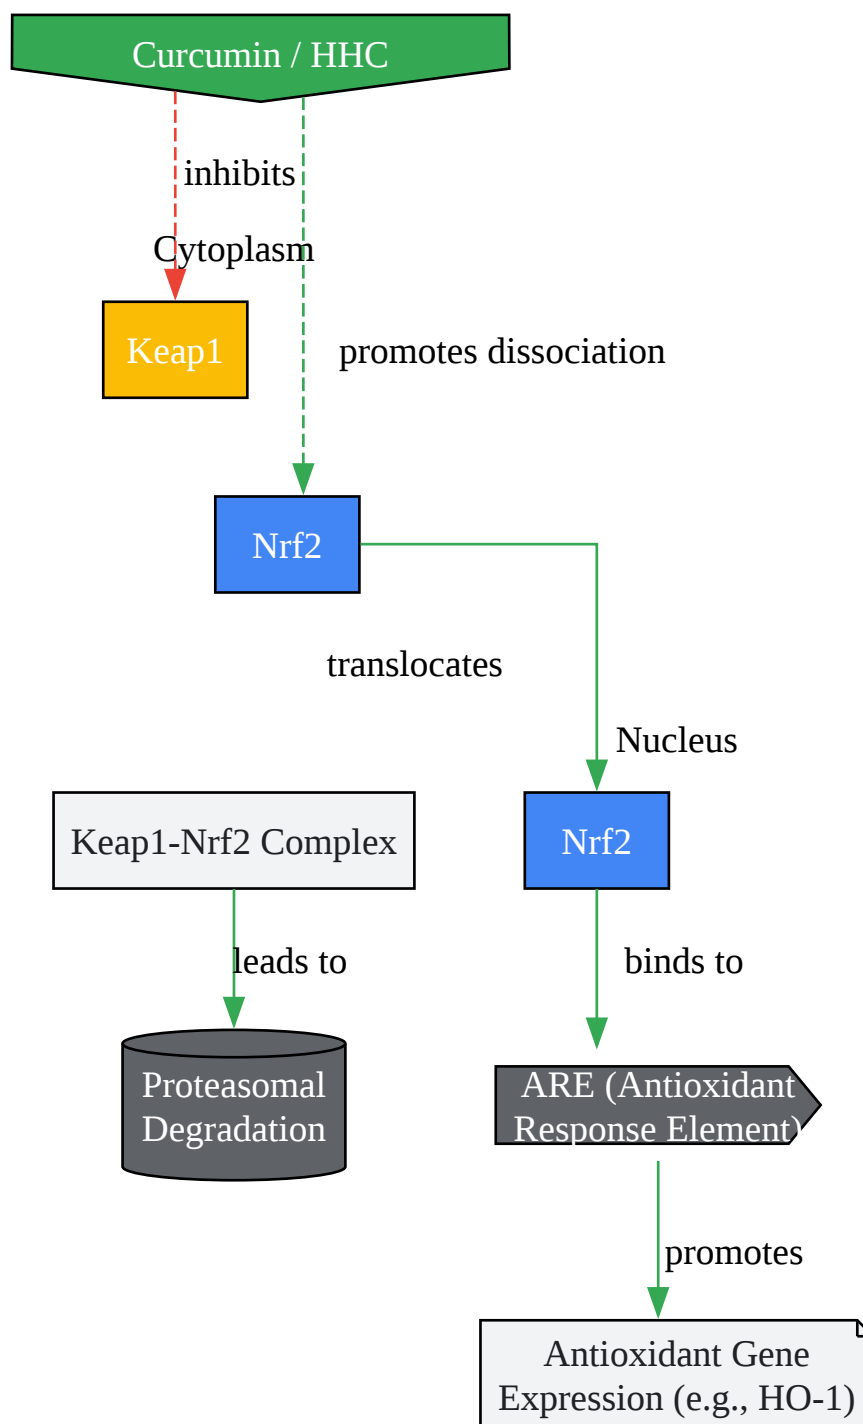 Curcumin / HHC
inhibits
Cytoplasm
Keap1
promotes dissociation
Nrf2
translocates
Nucleus
Keap1-Nrf2 Complex
Nrf2
leads to
binds to
Proteasomal
Degradation
ARE (Antioxidant
Response Element)
promotes
Antioxidant Gene
Expression (e.g., HO-1)